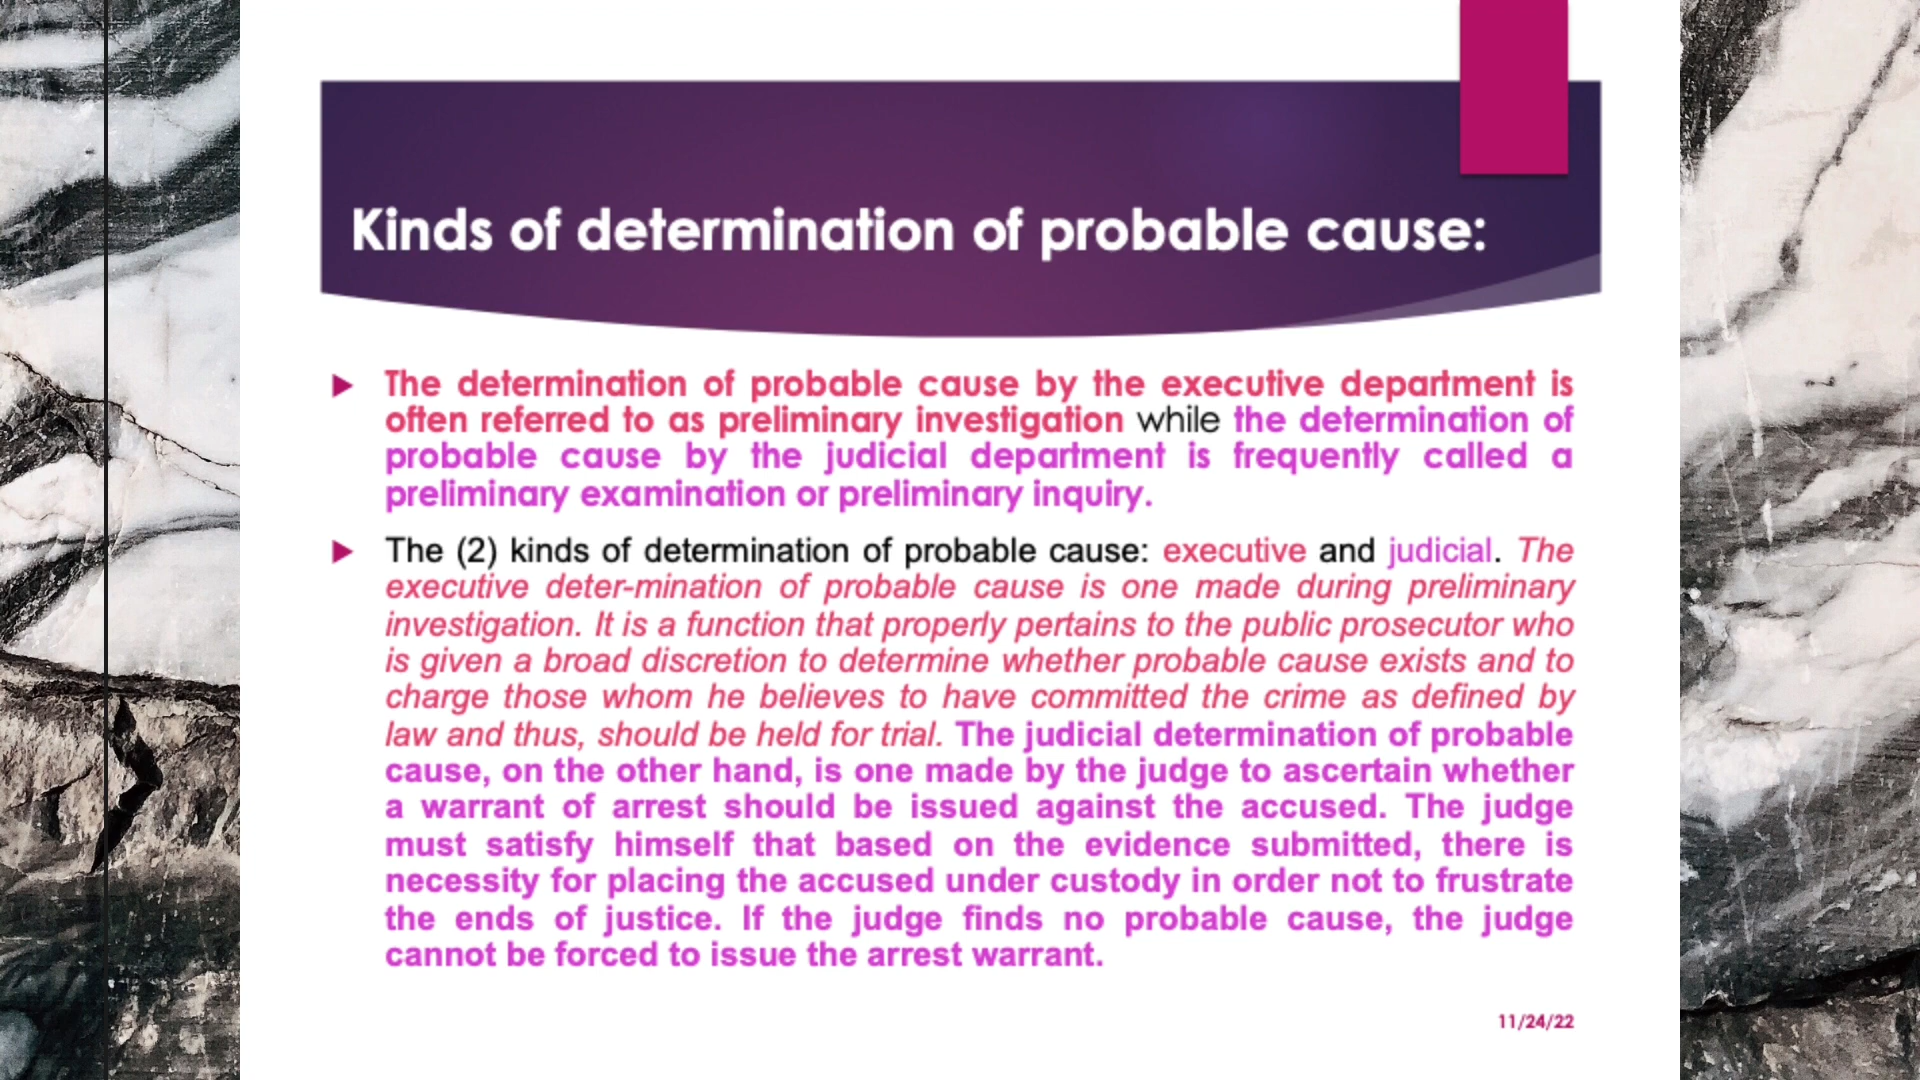 Kinds of determination of probable cause:
The determination of probable cause by the executive department is
often referred to as preliminary investigation while the determination of
probable cause by the judicial department is frequently called a
preliminary examination or preliminary inquiry.
The (2) kinds of determination of probable cause: executive and judicial. The
executive deter-mination of probable cause is one made during preliminary
investigation. It is a function that properly pertains to the public prosecutor who
is given a broad discretion to determine whether probable cause exists and to
charge those whom he believes to have committed the crime as defined by
law and thus, should be held for trial. The judicial determination of probable
cause, on the other hand, is one made by the judge to ascertain whether
a warrant of arrest should be issued against the accused. The judge
must satisfy himself that based on the evidence submitted, there is
necessity for placing the accused under custody in order not to frustrate
the ends of justice. If the judge finds no probable cause, the judge
cannot be forced to issue the arrest warrant.
11/24/22